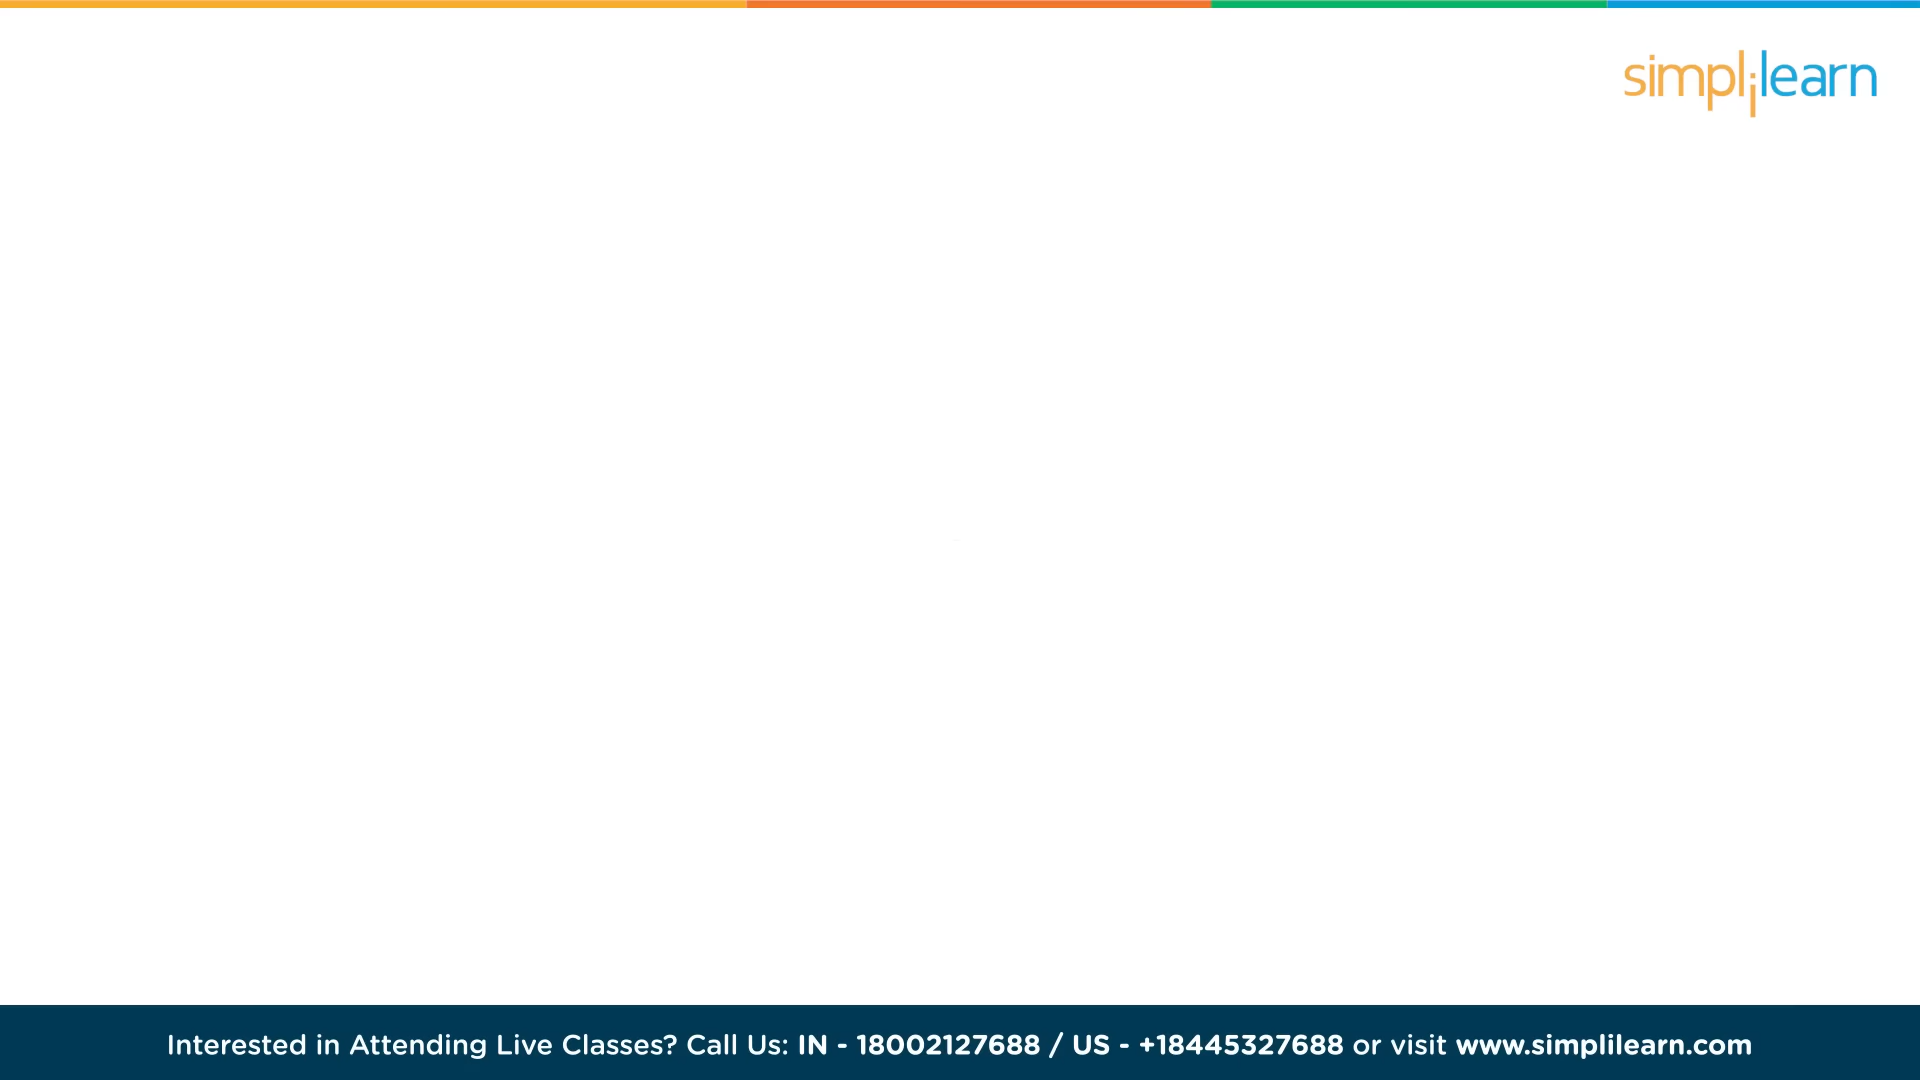 simplilearn
Interested in Attending Live Classes? Call Us: IN - 18002127688 / US - +18445327688 or visit www.simplilearn.com